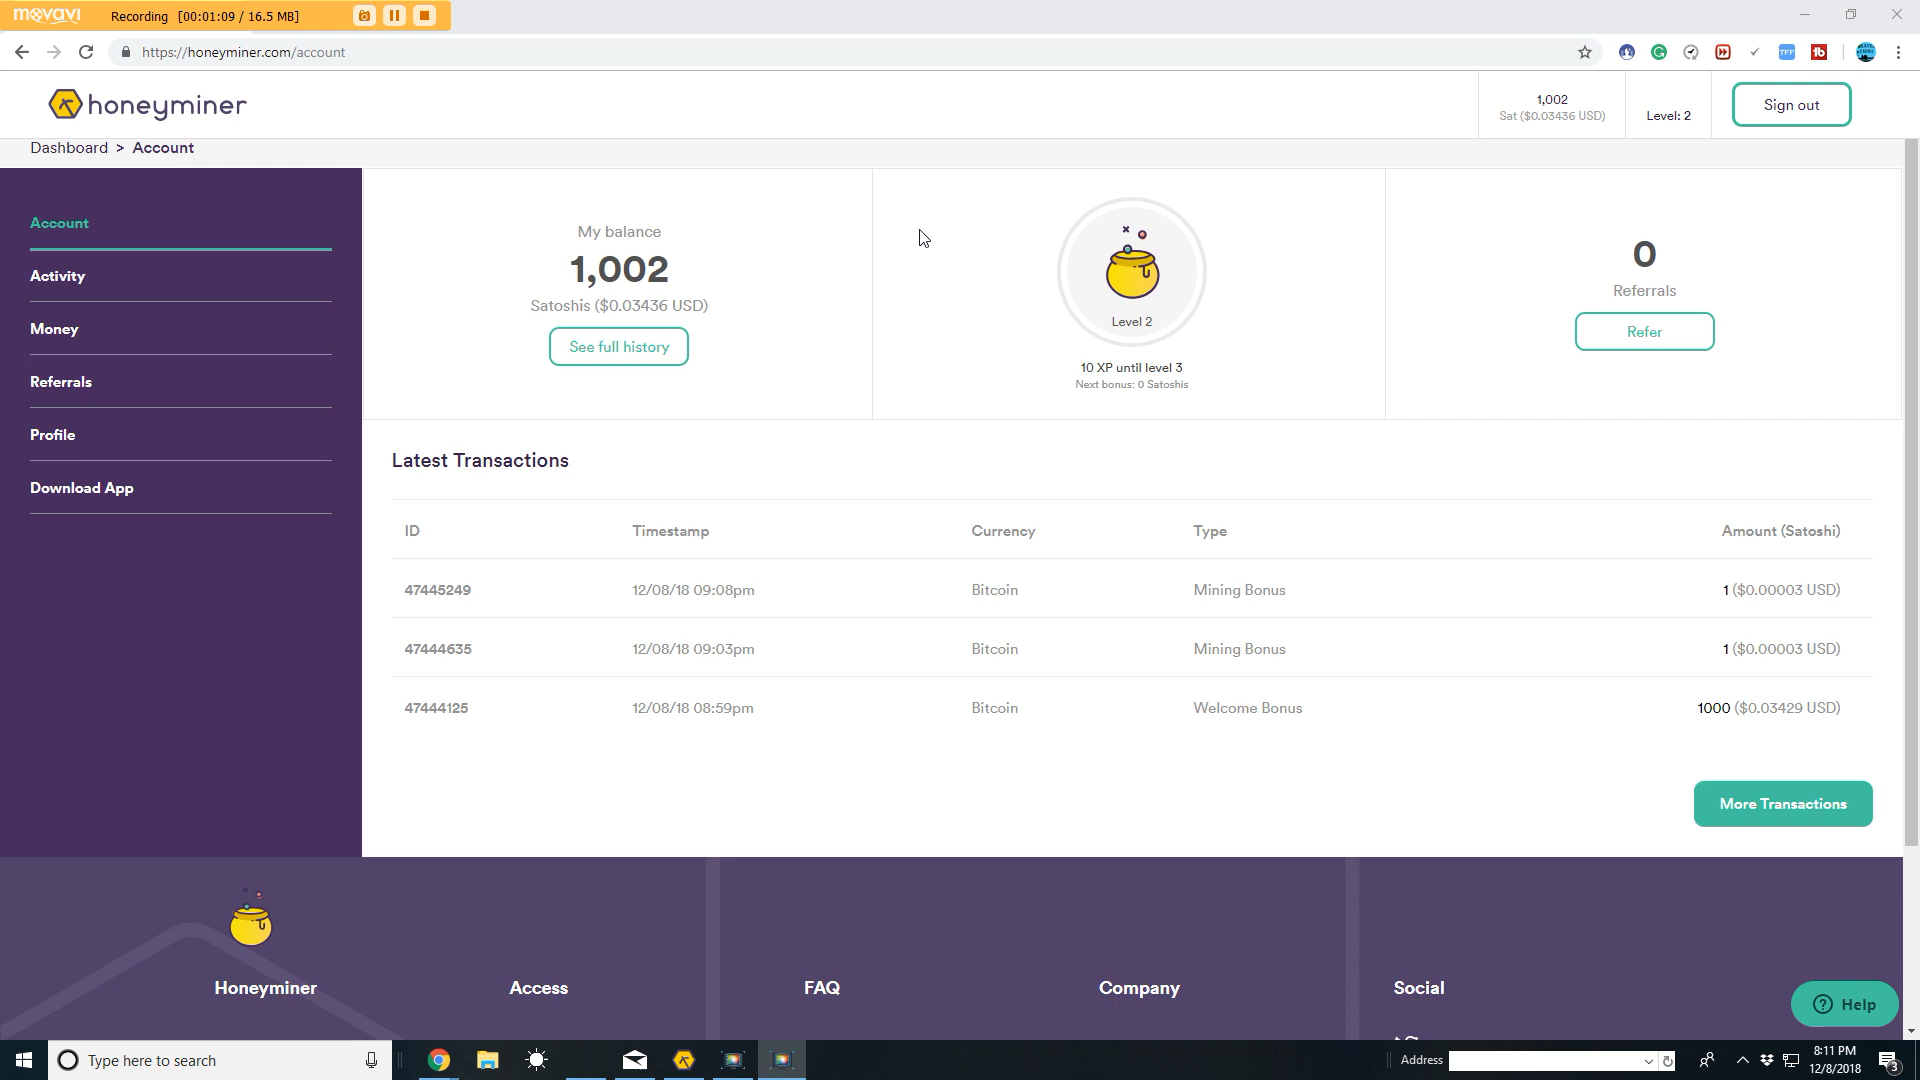 movavi Recording [00:01:09 / 16.5 MB]
https://honeyminer.com/account
TFF
honeyminer
1,002
Sat ($0.03436 USD)
Level: 2
Sign out
Dashboard > Account
Account
Activity
Money
Referrals
Profile
Download App
My balance
1,002
Satoshis ($0.03436 USD)
See full history
Level 2
10 XP until level 3
Next bonus: 0 Satoshis
0
Referrals
Refer
Latest Transactions
ID Timestamp Currency Type Amount (Satoshi)
47445249 12/08/18 09:08pm Bitcoin Mining Bonus 1 ($0.00003 USD)
47444635 12/08/18 09:03pm Bitcoin Mining Bonus 1 ($0.00003 USD)
47444125 12/08/18 08:59pm Bitcoin Welcome Bonus 1000 ($0.03429 USD)
More Transactions
Honeyminer Access FAQ Company Social
Help
Type here to search
Address
8:11 PM
12/8/2018
3